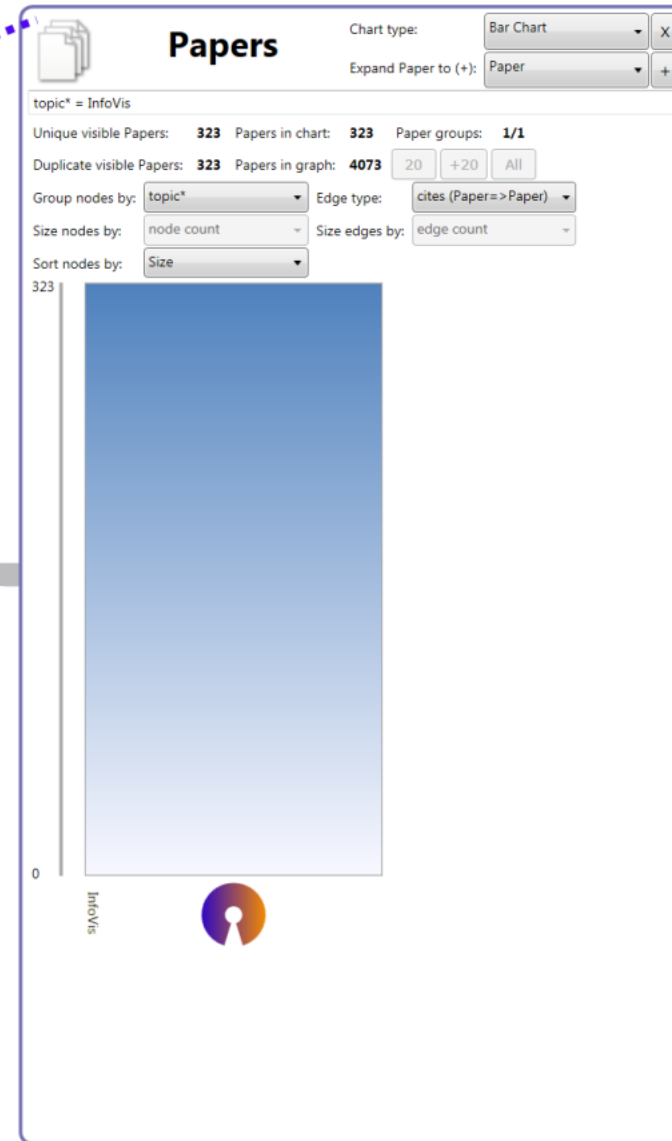 Papers
Chart type: Bar Chart X
Expand Paper to (+): Paper +
topic* = InfoVis
Unique visible Papers: 323 Papers in chart: 323 Paper groups: 1/1
Duplicate visible Papers: 323 Papers in graph: 4073 20 +20 All
Group nodes by: topic* Edge type: cites (Paper=>Paper)
Size nodes by: node count Size edges by: edge count
Sort nodes by: Size
323
0
InfoVis